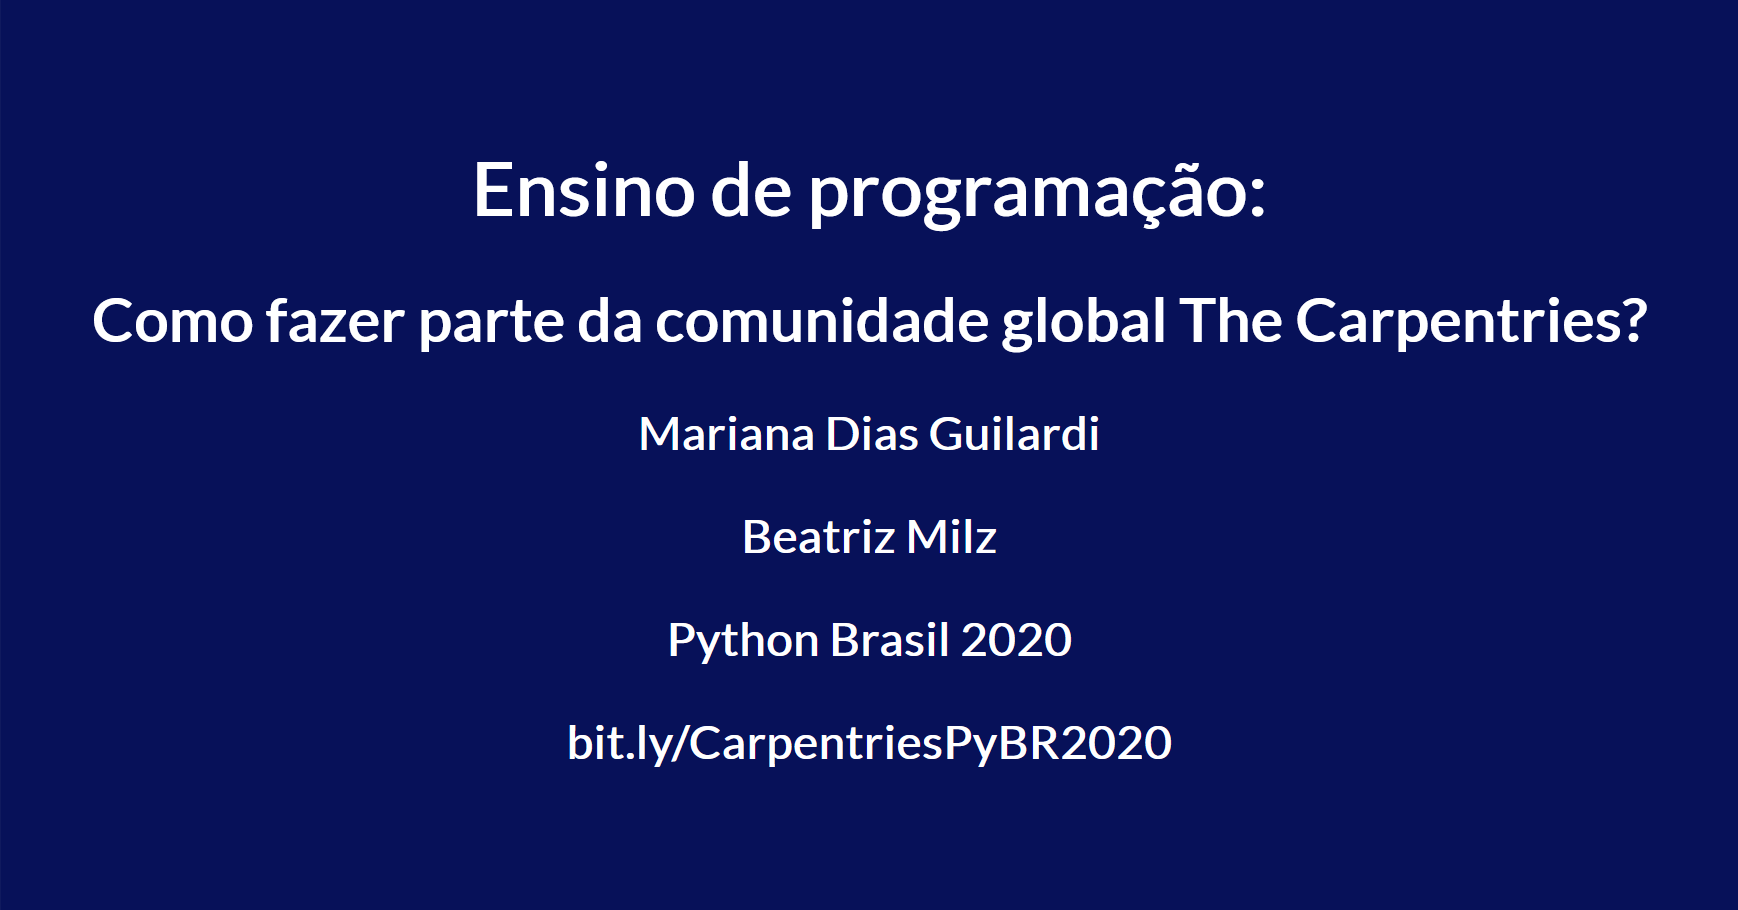 Ensino de programação:
Como fazer parte da comunidade global The Carpentries?
Mariana Dias Guilardi
Beatriz Milz
Python Brasil 2020
bit.ly/CarpentriesPyBR2020